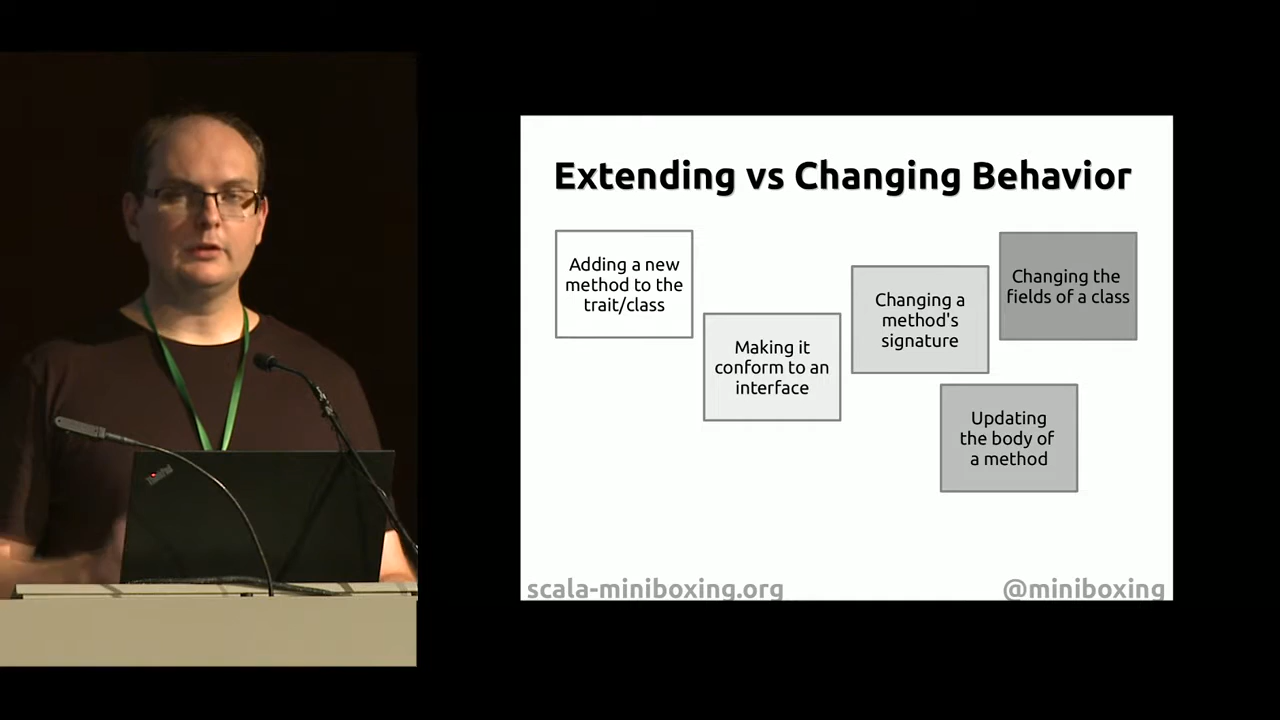 Extending vs Changing Behavior
Adding a new
method to the
trait/class
Making it
conform to an
interface
Changing a
method's
signature
Changing the
fields of a class
Updating
the body of
a method
scala-miniboxing.org
@miniboxing
ThinkPad